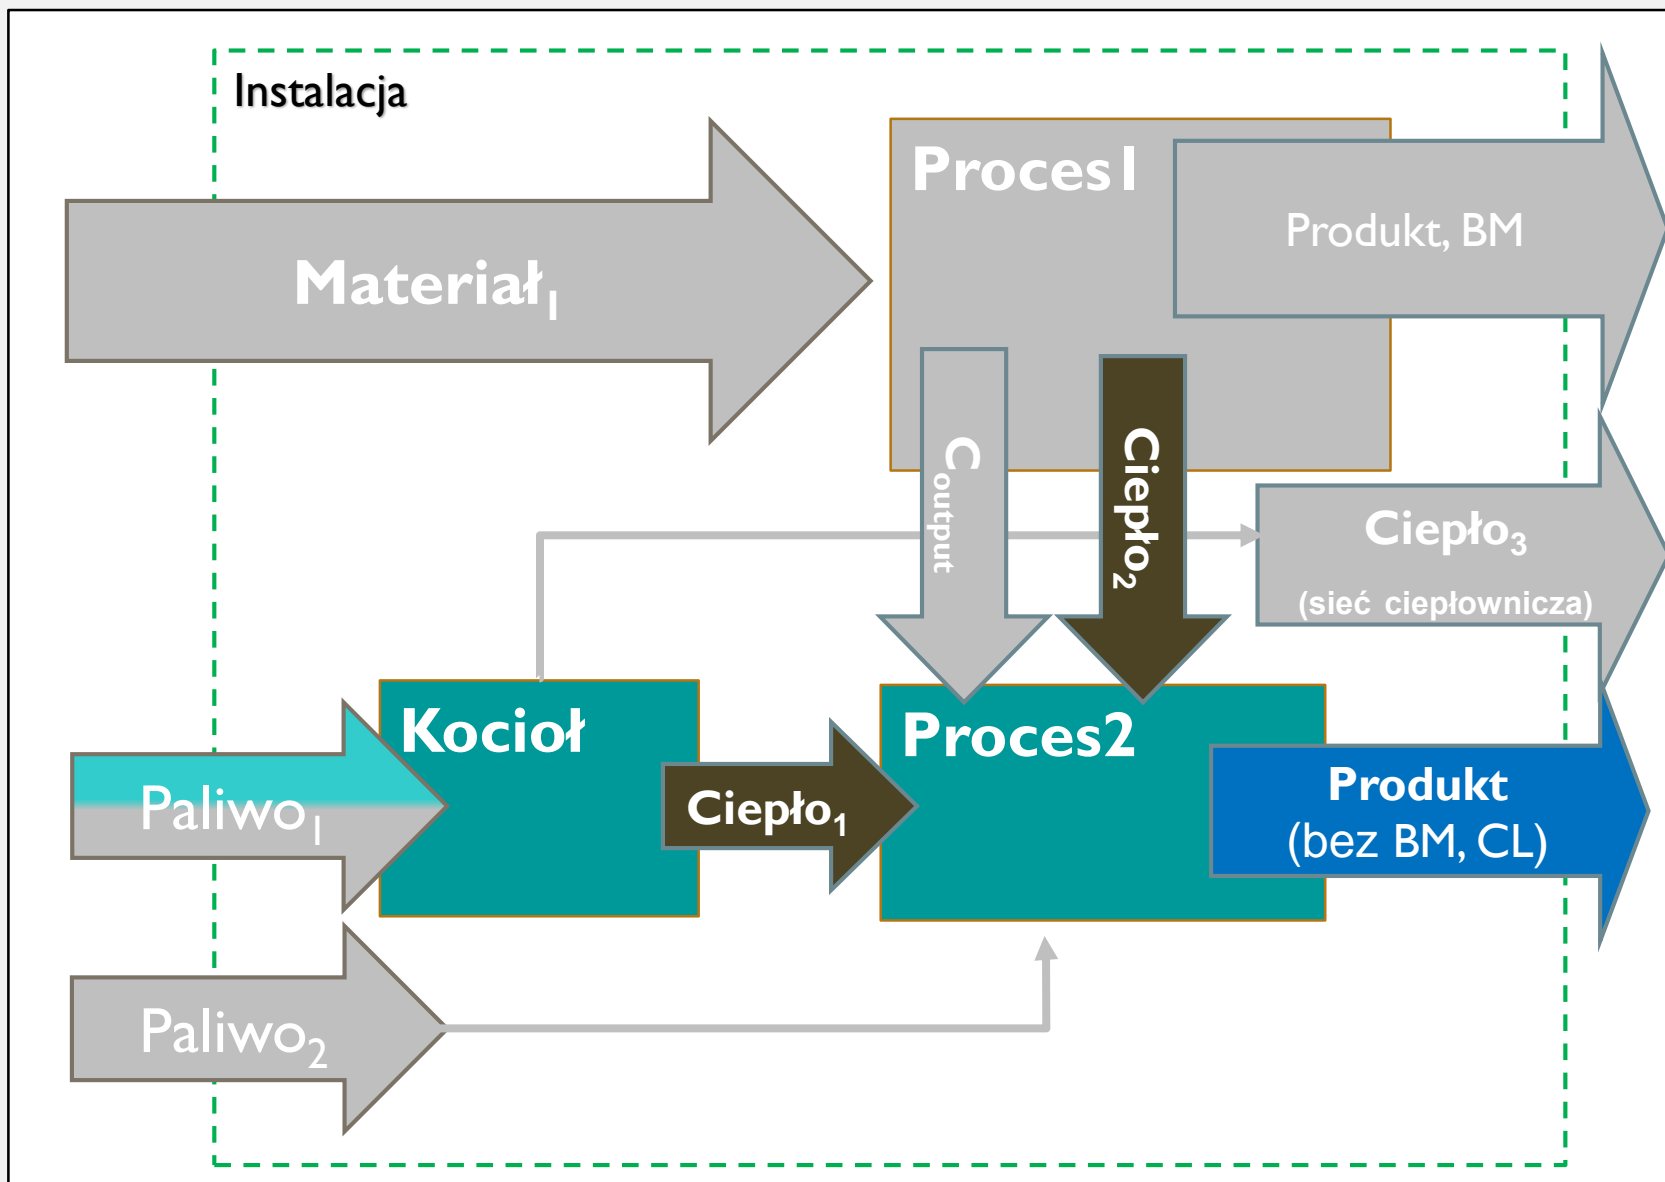 Instalacja
Proces1
Produkt, BM
Materiał1
Coutput
Ciepło2
Ciepło3
(sieć ciepłownicza)
Kocioł
Proces2
Paliwo1
Ciepło1
Produkt
(bez BM, CL)
Paliwo2